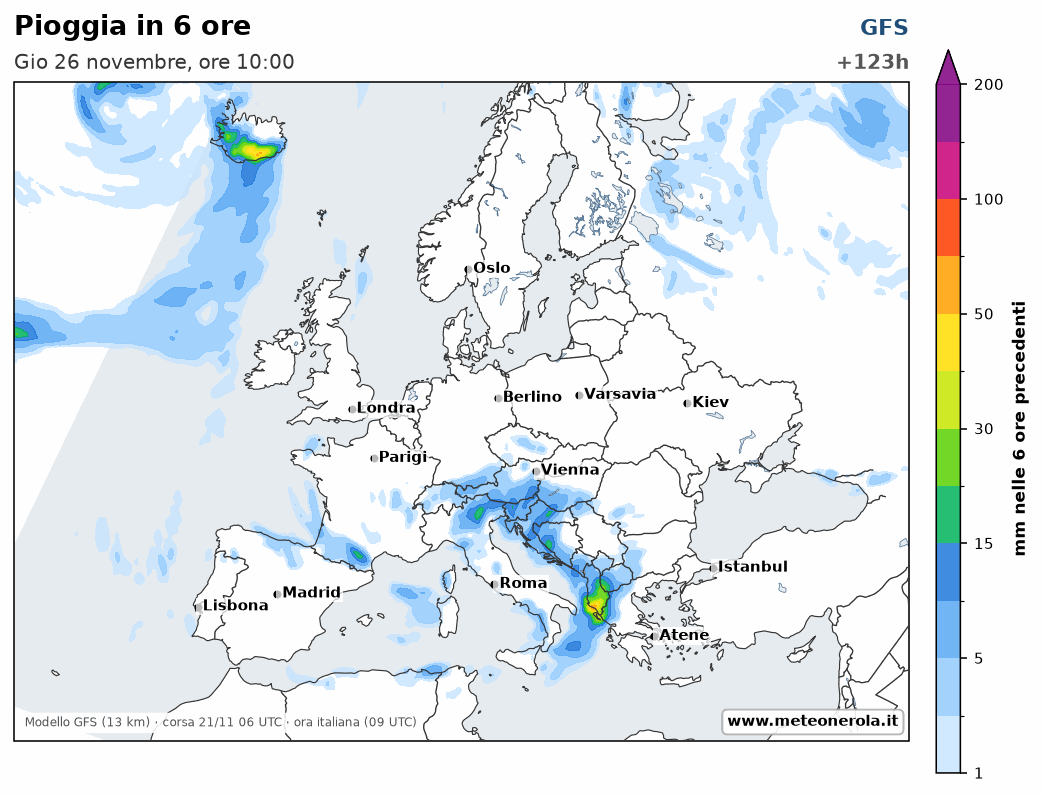 Pioggia in 6 ore
GFS
Gio 26 novembre, ore 10:00
+123h
200
100
50
30
15
5
1
mm nelle 6 ore precedenti
Oslo
Berlino
Varsavia
Kiev
Londra
Parigi
Vienna
Istanbul
Roma
Madrid
Lisbona
Atene
Modello GFS (13 km) · corsa 21/11 06 UTC · ora italiana (09 UTC)
www.meteonerola.it